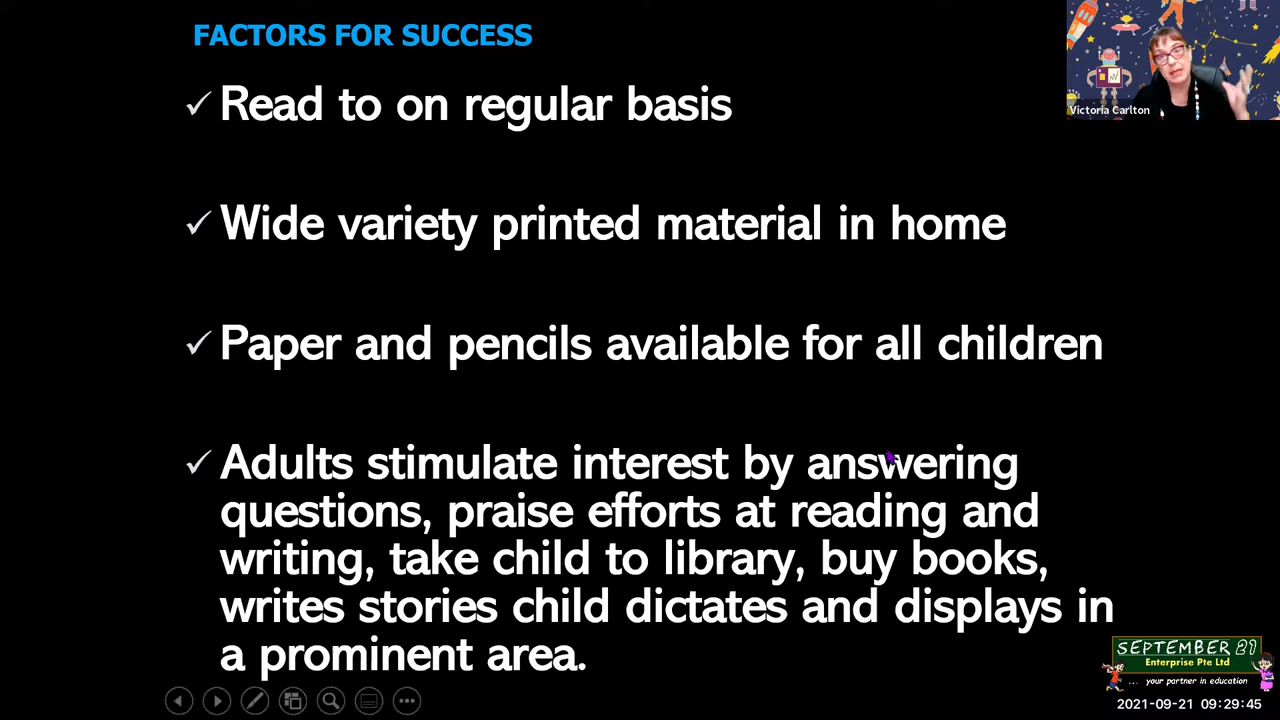 FACTORS FOR SUCCESS
Victoria Carlton
✓ Read to on regular basis
✓ Wide variety printed material in home
✓ Paper and pencils available for all children
✓ Adults stimulate interest by answering
questions, praise efforts at reading and
writing, take child to library, buy books,
writes stories child dictates and displays in
a prominent area.
SEPTEMBER 21
Enterprise Pte Ltd
... your partner in education
2021-09-21 09:29:45